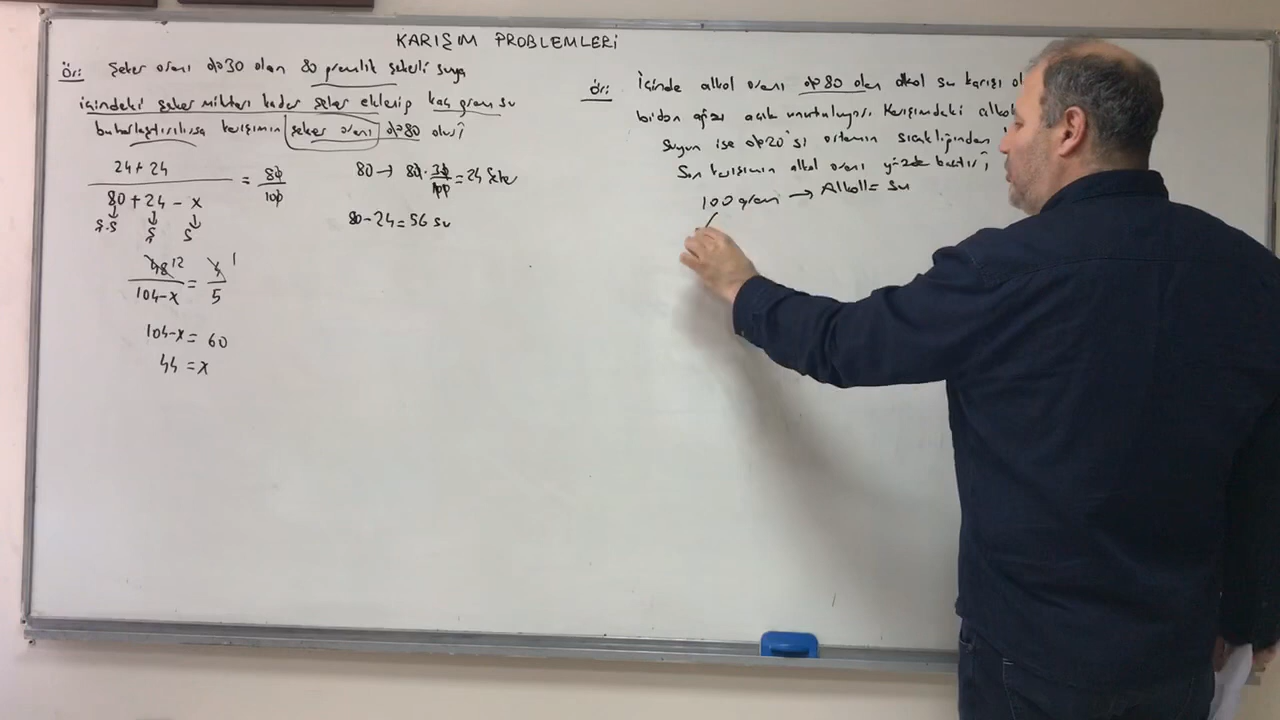 KARIŞIM PROBLEMLERİ
Ör: Şeker oranı %30 olan 80 gramlık şekerli suya
içindeki şeker miktarı kadar şeker eklenip kaç gram su
buharlaştırılırsa karışımın şeker oranı %80 olur?
24+24
80+24-x
= 80
100
Ş.S Ş S
80 → 80·30/100 = 24 şeker
80-24=56 su
48 12
104-x
= 4 1
5
104-x= 60
44 =x
ör: İçinde alkol oranı %80 olan alkol su karışı
bidon ağzı açık unutuluyor. Karışımdaki alkol
Suyun ise %20'si ortamın sıcaklığından
Son karışımın alkol oranı yüzde kaçtır?
100 gram → Alkol= Su